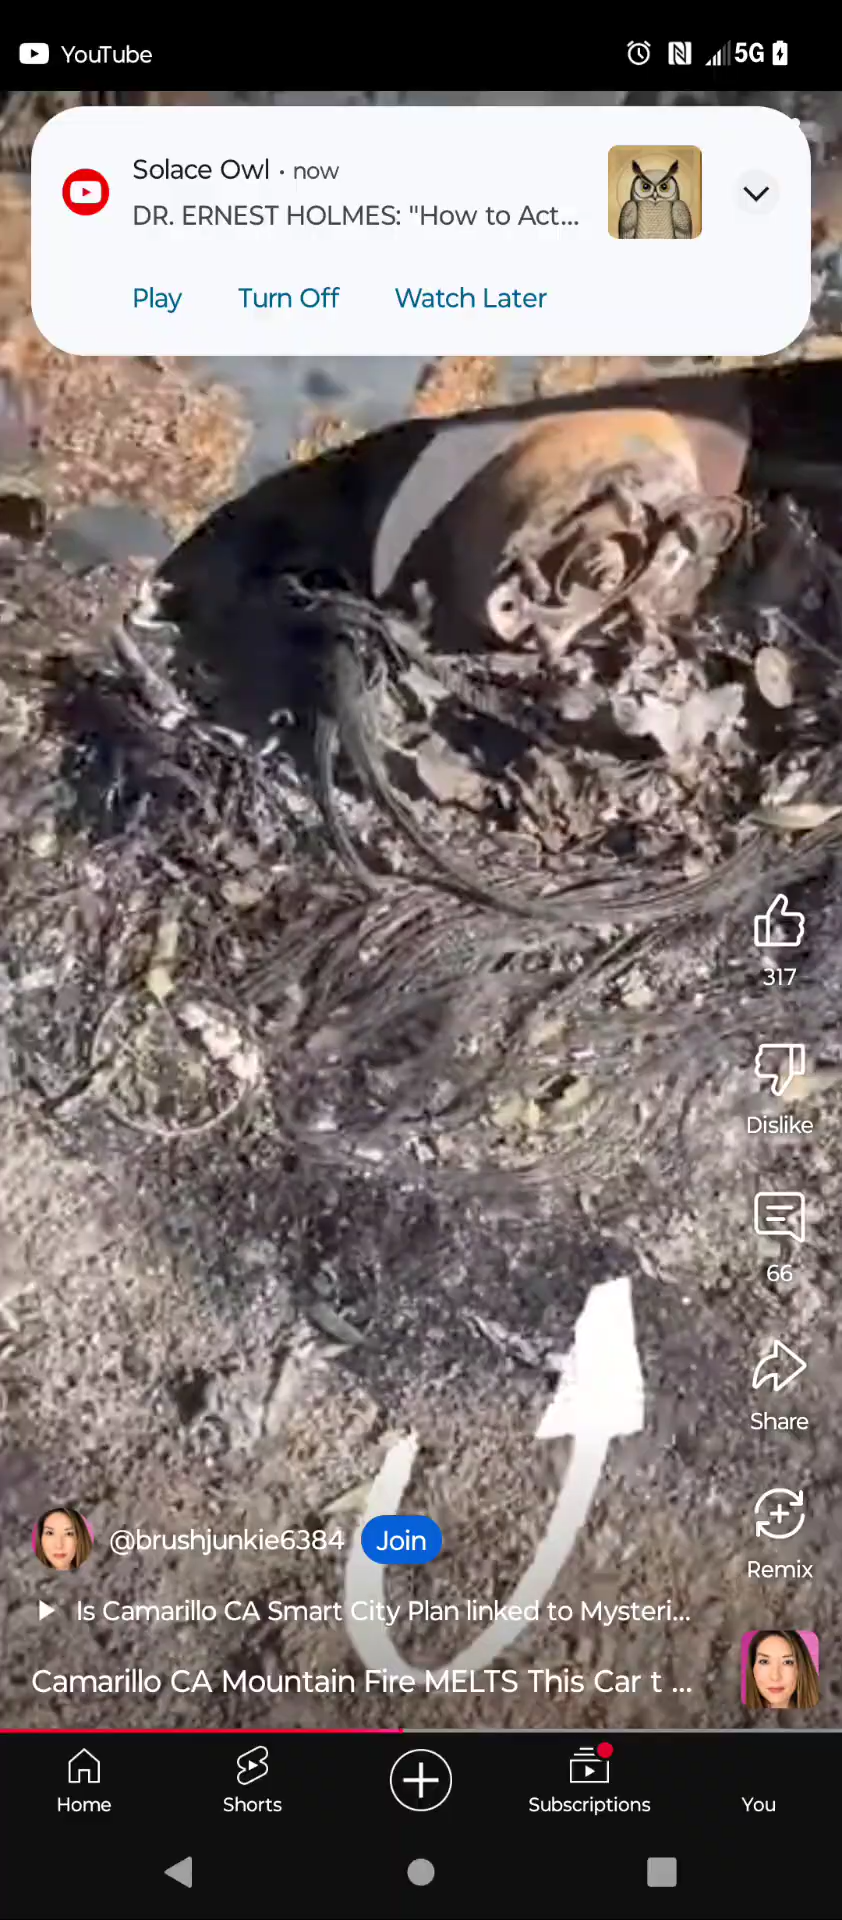 YouTube
5G
Solace Owl • now
DR. ERNEST HOLMES: "How to Act...
Play Turn Off Watch Later
317
Dislike
66
Share
@brushjunkie6384 Join
Remix
Is Camarillo CA Smart City Plan linked to Mysteri...
Camarillo CA Mountain Fire MELTS This Car t ...
Home Shorts Subscriptions You